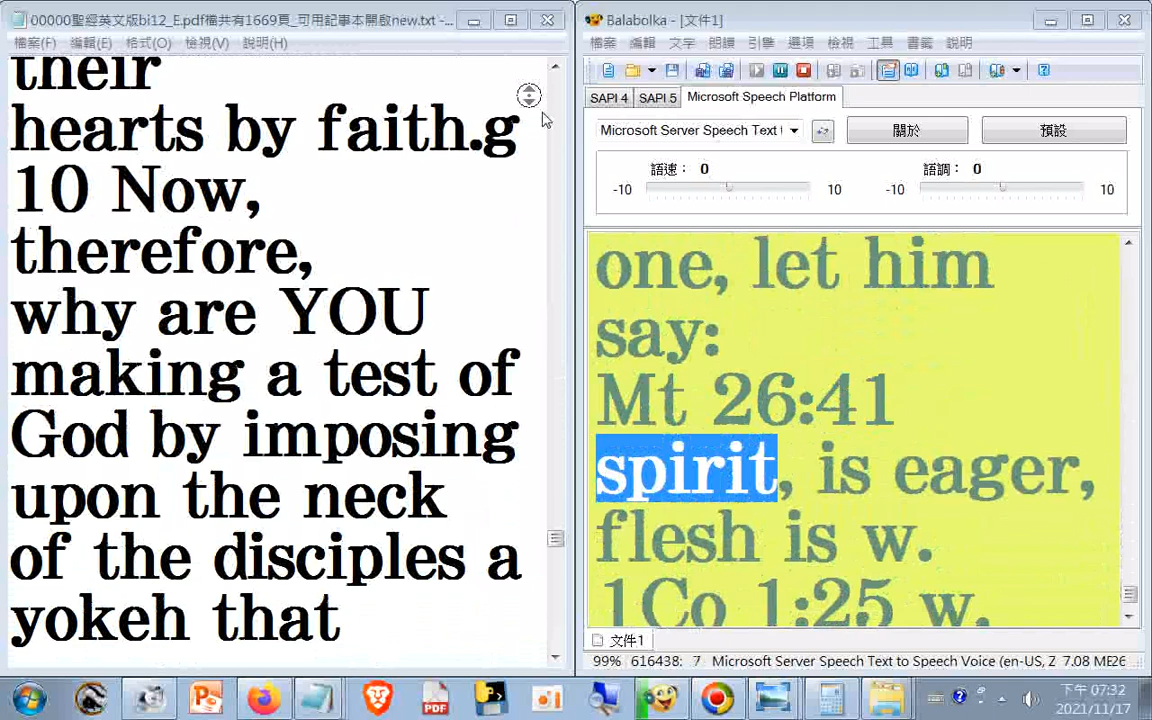 00000聖經英文版bi12_E.pdf檔共有1669頁_可用記事本開啟new.txt -...
檔案(F) 編輯(E) 格式(O) 檢視(V) 說明(H)
their
hearts by faith.g
10 Now,
therefore,
why are YOU
making a test of
God by imposing
upon the neck
of the disciples a
yokeh that
Balabolka - [文件1]
檔案 編輯 文字 朗讀 引擎 選項 檢視 工具 書籤 說明
SAPI 4 SAPI 5 Microsoft Speech Platform
Microsoft Server Speech Text 關於 預設
語速： 0 語調： 0
-10 10 -10 10
one, let him
say:
Mt 26:41
spirit, is eager,
flesh is w.
1Co 1:25 w.
文件1
99% 616438: 7 Microsoft Server Speech Text to Speech Voice (en-US, Z 7.08 ME26
PDF
下午 07:32
2021/11/17